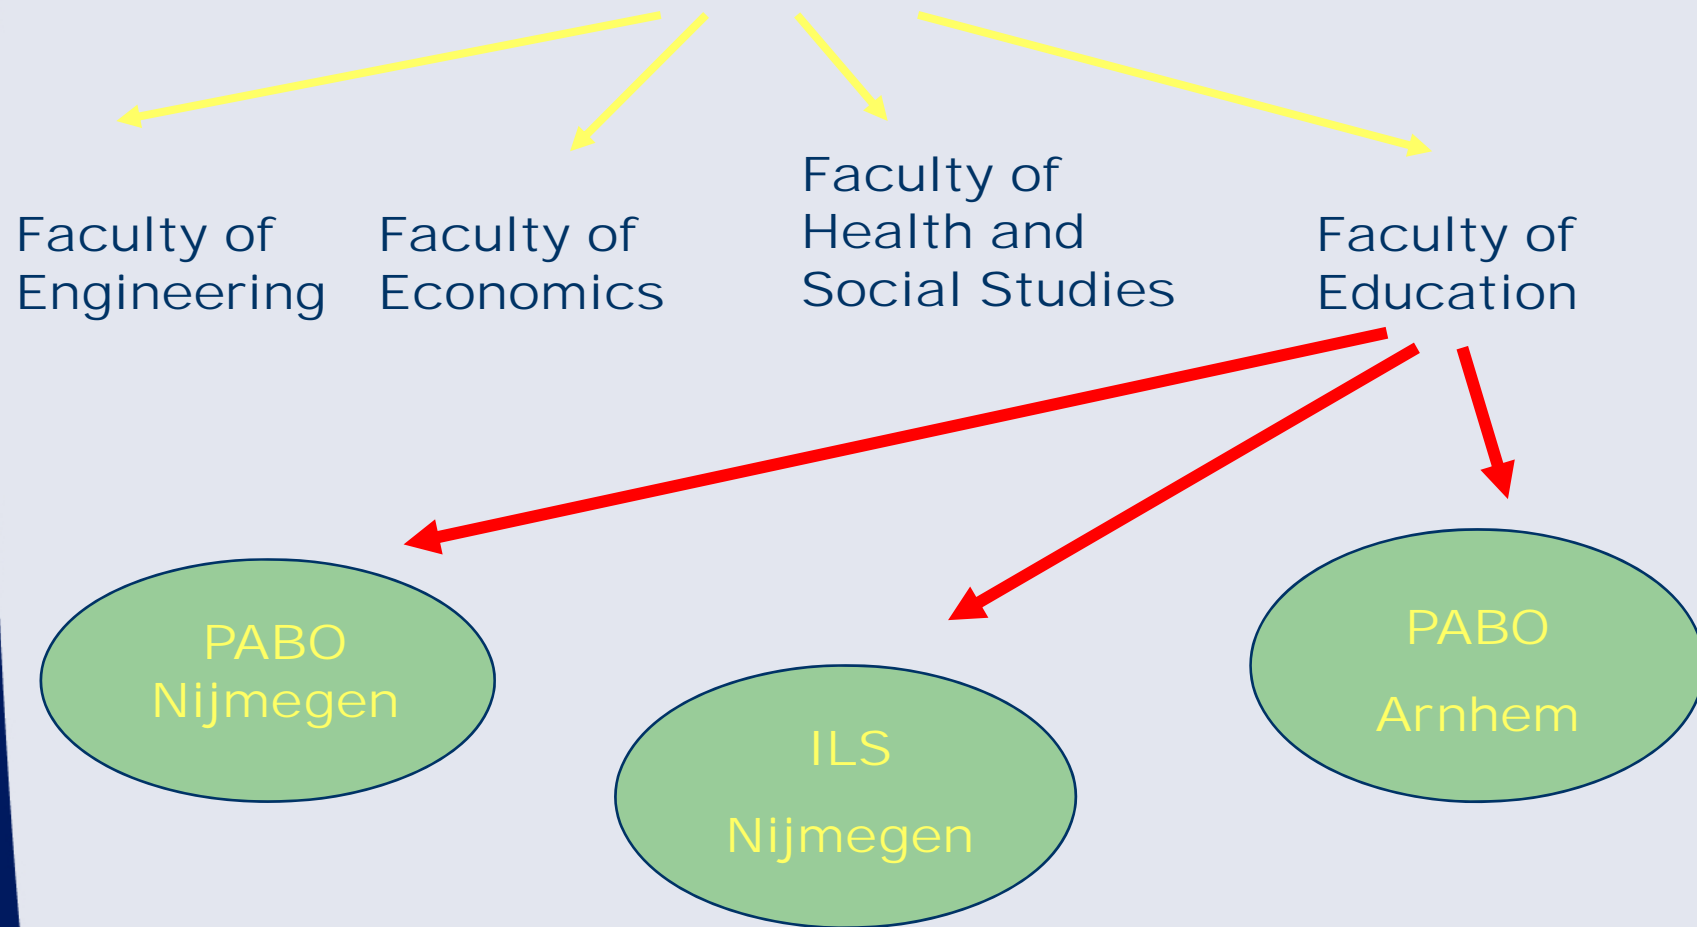 Faculty of
Engineering
Faculty of
Economics
Faculty of
Health and
Social Studies
Faculty of
Education
PABO
Nijmegen
ILS
Nijmegen
PABO
Arnhem